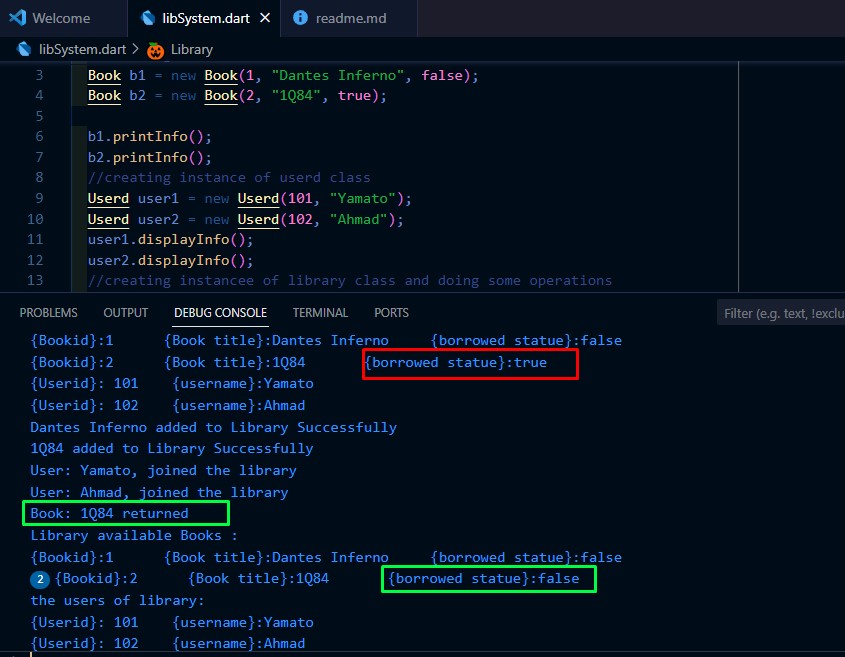 Welcome
libSystem.dart
readme.md
libSystem.dart > Library
3 Book b1 = new Book(1, "Dantes Inferno", false);
4 Book b2 = new Book(2, "1Q84", true);
5
6 b1.printInfo();
7 b2.printInfo();
8 //creating instance of userd class
9 Userd user1 = new Userd(101, "Yamato");
10 Userd user2 = new Userd(102, "Ahmad");
11 user1.displayInfo();
12 user2.displayInfo();
13 //creating instancee of library class and doing some operations
PROBLEMS OUTPUT DEBUG CONSOLE TERMINAL PORTS Filter (e.g. text, !exclu
{Bookid}:1 {Book title}:Dantes Inferno {borrowed statue}:false
{Bookid}:2 {Book title}:1Q84 {borrowed statue}:true
{Userid}: 101 {username}:Yamato
{Userid}: 102 {username}:Ahmad
Dantes Inferno added to Library Successfully
1Q84 added to Library Successfully
User: Yamato, joined the library
User: Ahmad, joined the library
Book: 1Q84 returned
Library available Books :
{Bookid}:1 {Book title}:Dantes Inferno {borrowed statue}:false
2 {Bookid}:2 {Book title}:1Q84 {borrowed statue}:false
the users of library:
{Userid}: 101 {username}:Yamato
{Userid}: 102 {username}:Ahmad